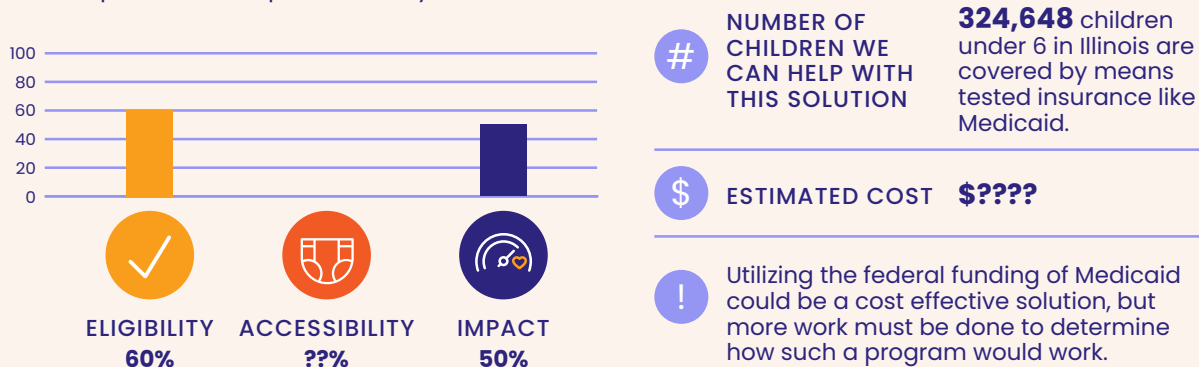 100
80
60
40
20
0
ELIGIBILITY
60%
ACCESSIBILITY
??%
IMPACT
50%
#
NUMBER OF
CHILDREN WE
CAN HELP WITH
THIS SOLUTION
324,648 children
under 6 in Illinois are
covered by means
tested insurance like
Medicaid.
$
ESTIMATED COST
$????
!
Utilizing the federal funding of Medicaid
could be a cost effective solution, but
more work must be done to determine
how such a program would work.